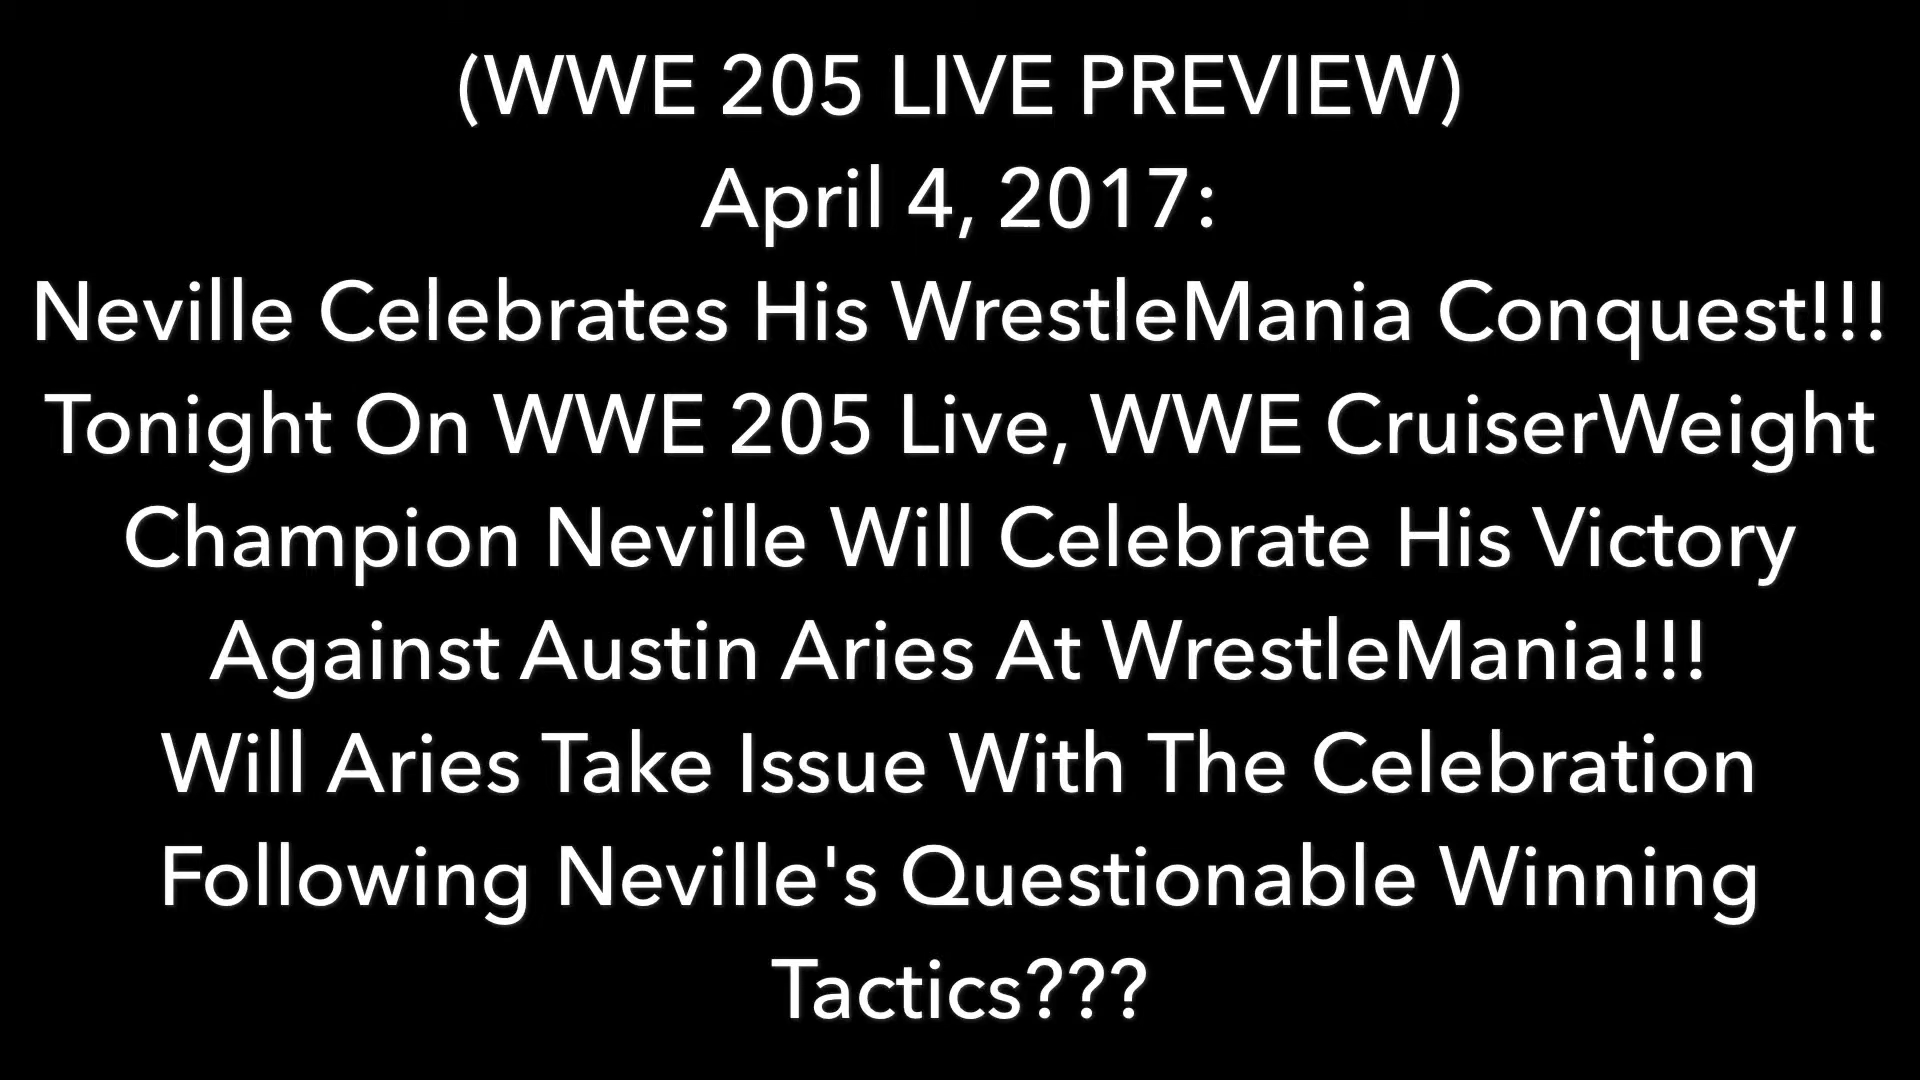 (WWE 205 LIVE PREVIEW)
April 4, 2017:
Neville Celebrates His WrestleMania Conquest!!!
Tonight On WWE 205 Live, WWE CruiserWeight
Champion Neville Will Celebrate His Victory
Against Austin Aries At WrestleMania!!!
Will Aries Take Issue With The Celebration
Following Neville's Questionable Winning
Tactics???